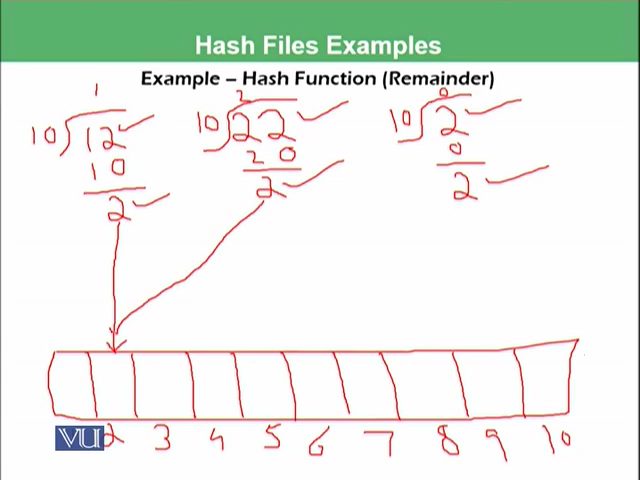 Hash Files Examples
Example – Hash Function (Remainder)
1 2 0
10 12 10 22 10 2
10 20 0
2 2 2
VU 2 3 4 5 6 7 8 9 10